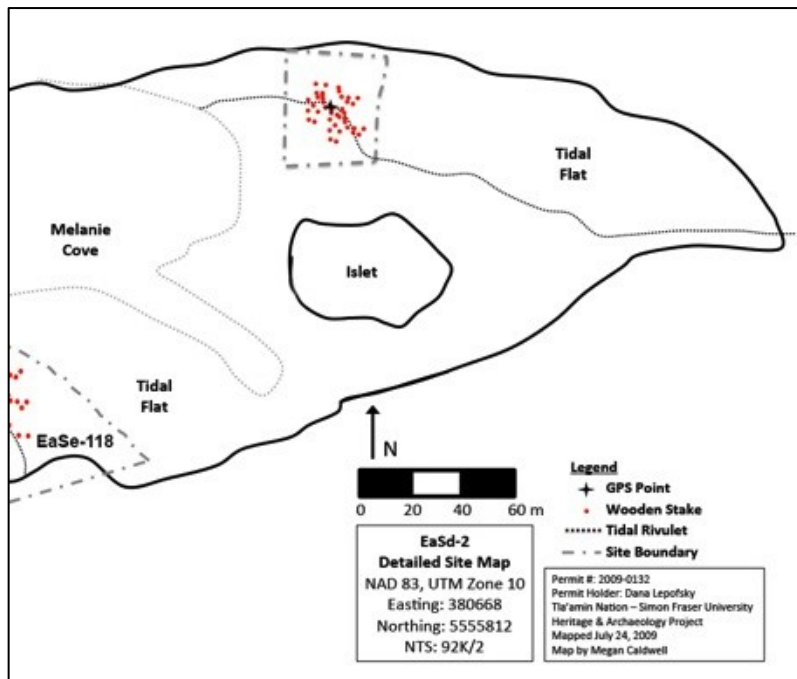 Tidal
Flat
Melanie
Cove
Islet
Tidal
Flat
EaSe-118
N
0 20 40 60 m
Legend
GPS Point
Wooden Stake
Tidal Rivulet
Site Boundary
EaSd-2
Detailed Site Map
NAD 83, UTM Zone 10
Easting: 380668
Northing: 5555812
NTS: 92K/2
Permit #: 2009-0132
Permit Holder: Dana Lepofsky
Tla'amin Nation – Simon Fraser University
Heritage & Archaeology Project
Mapped July 24, 2009
Map by Megan Caldwell